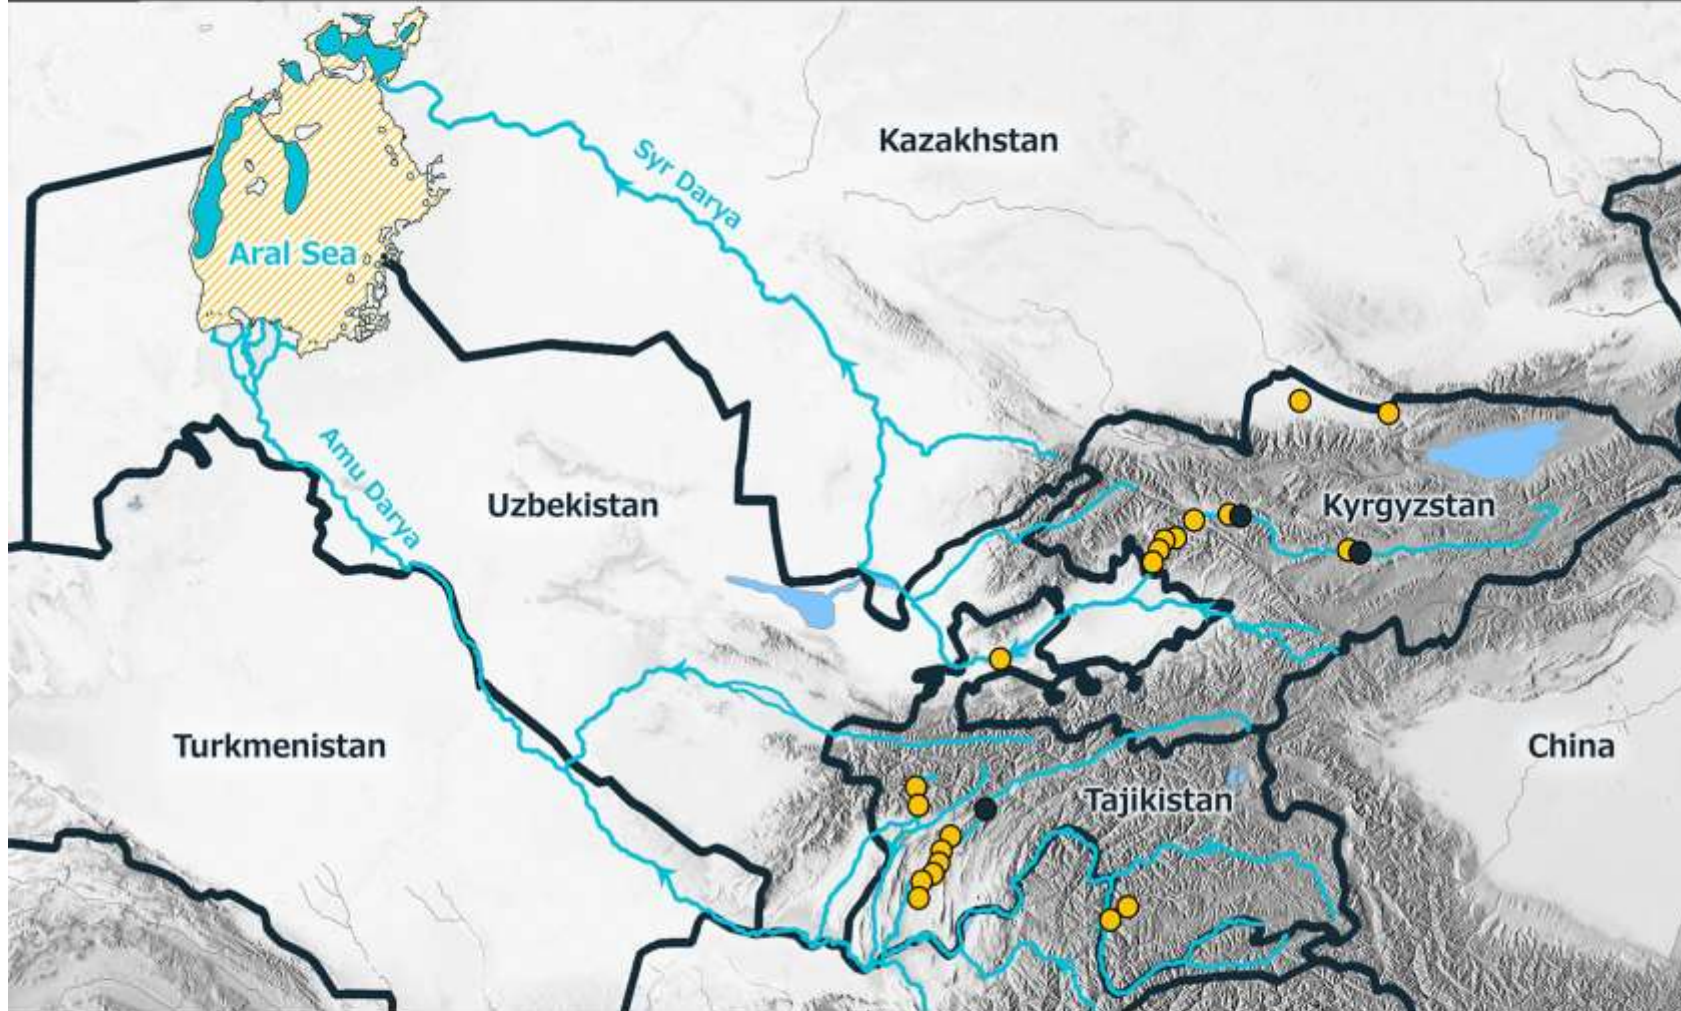 Kazakhstan
Syr Darya
Aral Sea
Amu Darya
Uzbekistan
Kyrgyzstan
Turkmenistan
China
Tajikistan